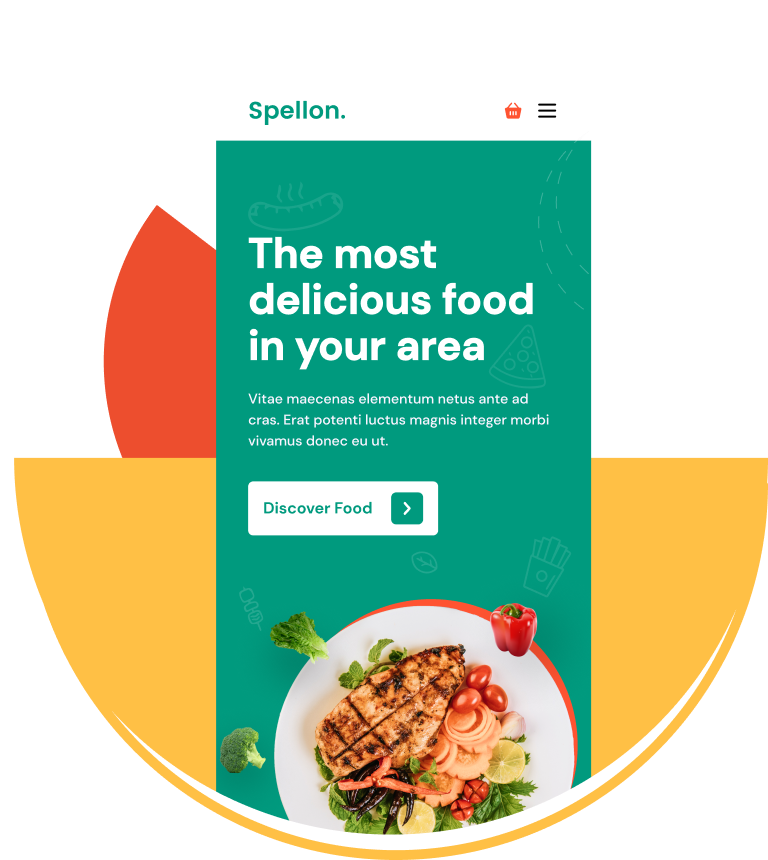 Spellon.
The most
delicious food
in your area
Vitae maecenas elementum netus ante ad
cras. Erat potenti luctus magnis integer morbi
vivamus donec eu ut.
Discover Food